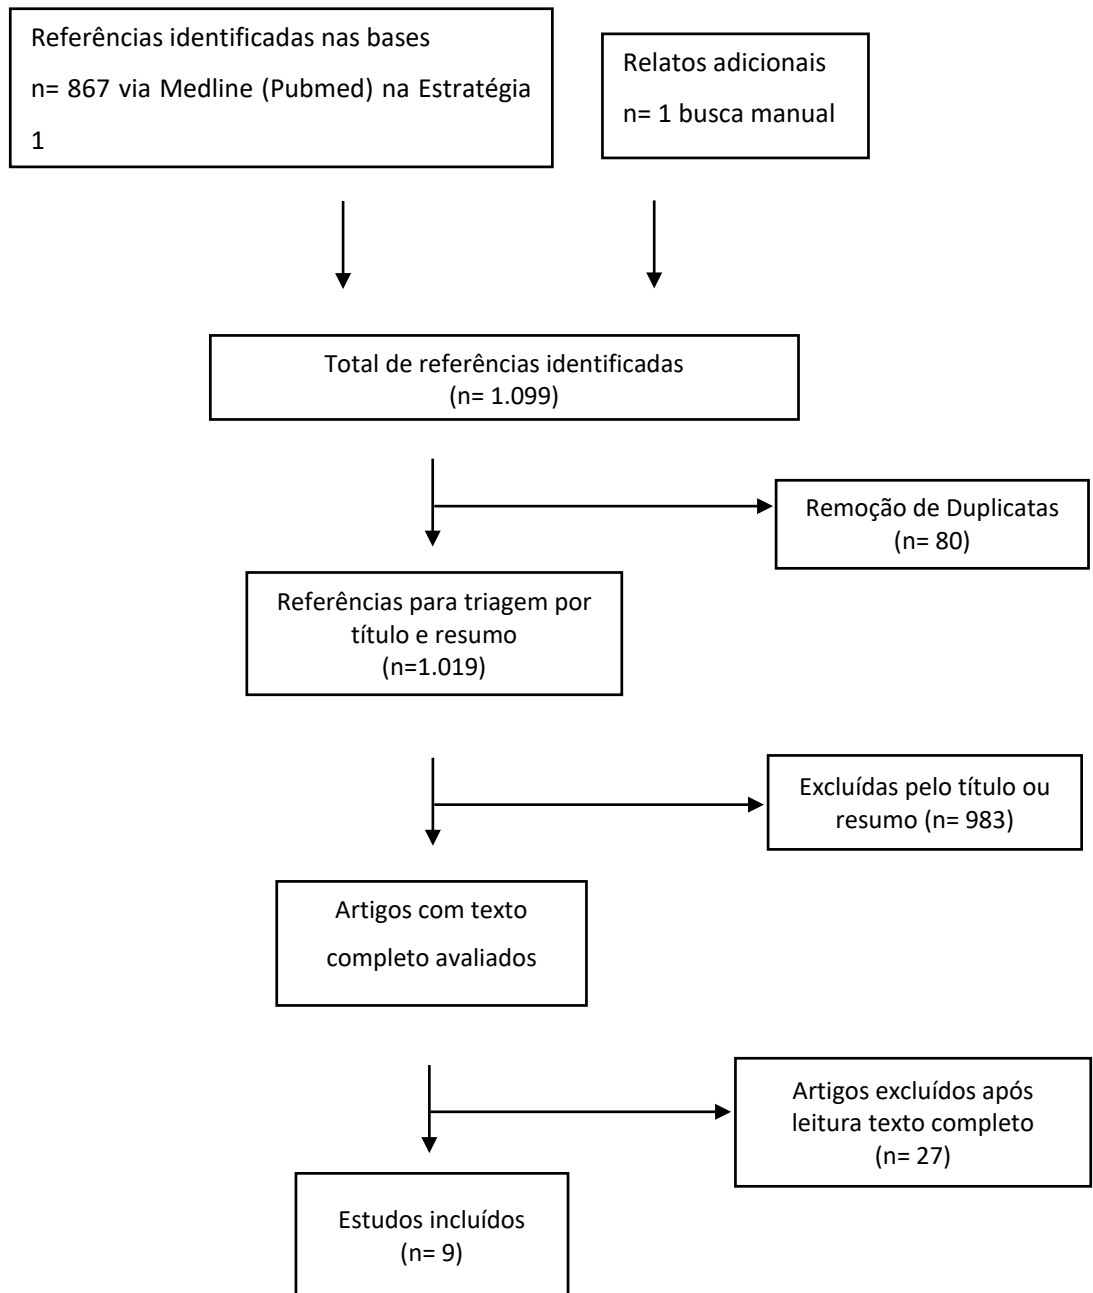 Referências identificadas nas bases
n= 867 via Medline (Pubmed) na Estratégia
1
Relatos adicionais
n= 1 busca manual
Total de referências identificadas
(n= 1.099)
Remoção de Duplicatas
(n= 80)
Referências para triagem por
título e resumo
(n=1.019)
Excluídas pelo título ou
resumo (n= 983)
Artigos com texto
completo avaliados
Artigos excluídos após
leitura texto completo
(n= 27)
Estudos incluídos
(n= 9)